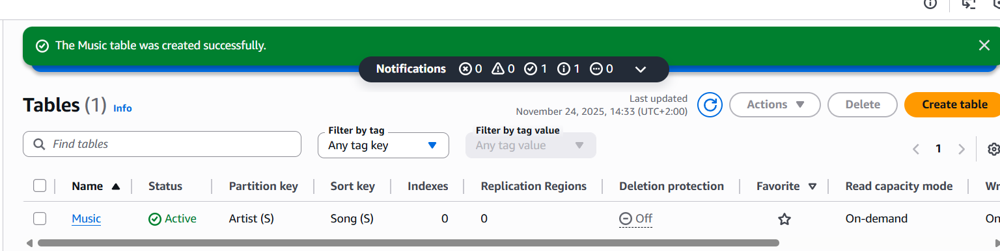 The Music table was created successfully.
Notifications 0 0 1 1 0
Tables (1) Info
Last updated
November 24, 2025, 14:33 (UTC+2:00)
Actions
Delete
Create table
Find tables
Filter by tag
Any tag key
Filter by tag value
Any tag value
1
Name Status Partition key Sort key Indexes Replication Regions Deletion protection Favorite Read capacity mode Wr
Music Active Artist (S) Song (S) 0 0 Off On-demand On